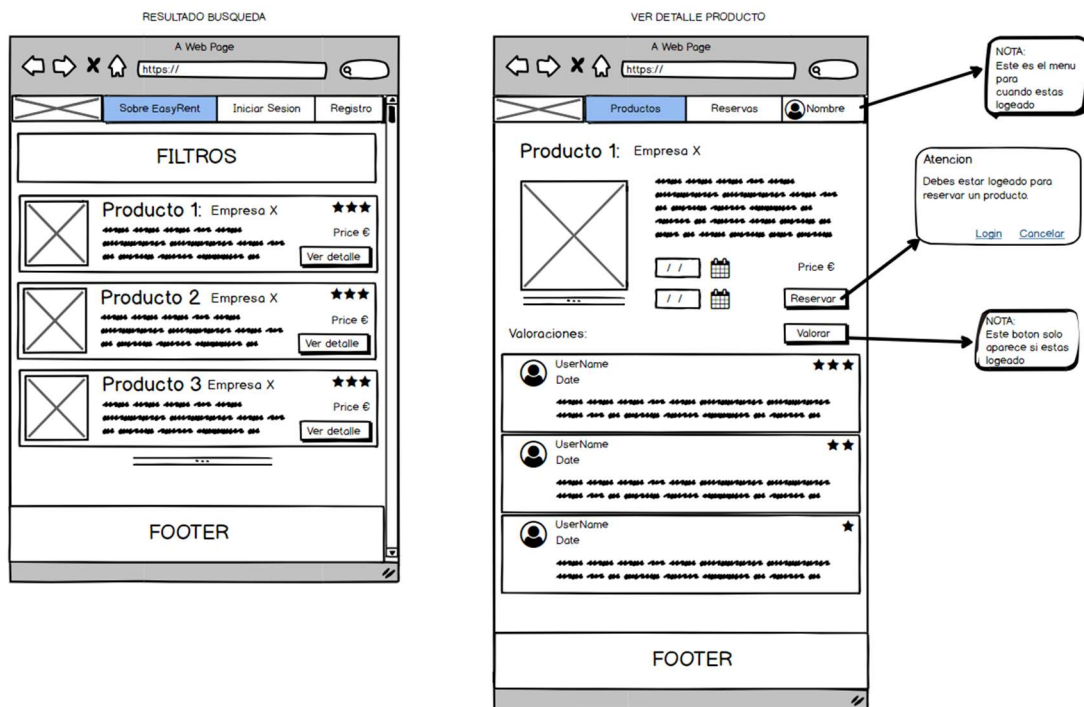 RESULTADO BUSQUEDA
A Web Page
https://
Sobre EasyRent
Iniciar Sesion
Registro
FILTROS
Producto 1: Empresa X
Price €
Ver detalle
Producto 2 Empresa X
Price €
Ver detalle
Producto 3 Empresa X
Price €
Ver detalle
FOOTER
VER DETALLE PRODUCTO
A Web Page
https://
Productos
Reservas
Nombre
Producto 1: Empresa X
/ /
Price €
/ /
Reservar
Valoraciones:
Valorar
UserName
Date
UserName
Date
UserName
Date
FOOTER
NOTA:
Este es el menu
para
cuando estas
logeado
Atencion
Debes estar logeado para
reservar un producto.
Login Cancelar
NOTA:
Este boton solo
aparece si estas
logeado